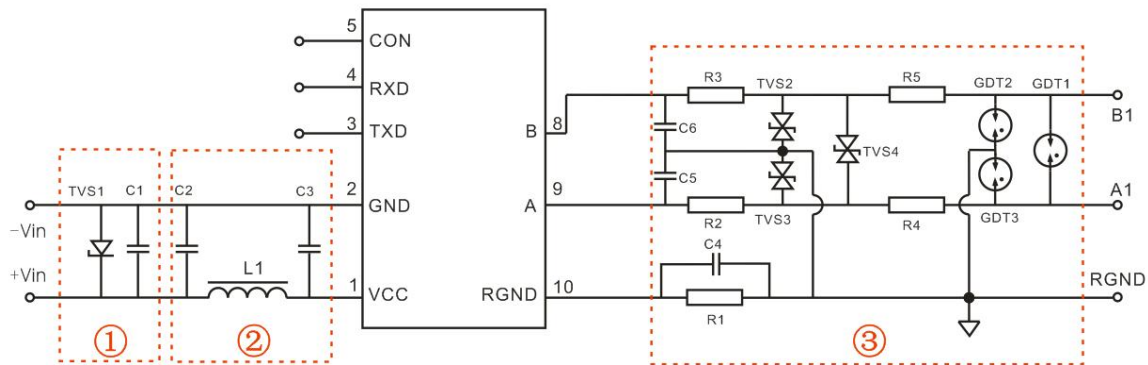 5
CON
4
RXD
3
TXD
B
8
R3
TVS2
R5
GDT2
GDT1
B1
C6
TVS4
C5
TVS1
C1
C2
C3
2
GND
A
9
R2
TVS3
R4
GDT3
A1
−Vin
+Vin
L1
1
VCC
RGND
10
C4
R1
RGND
①
②
③